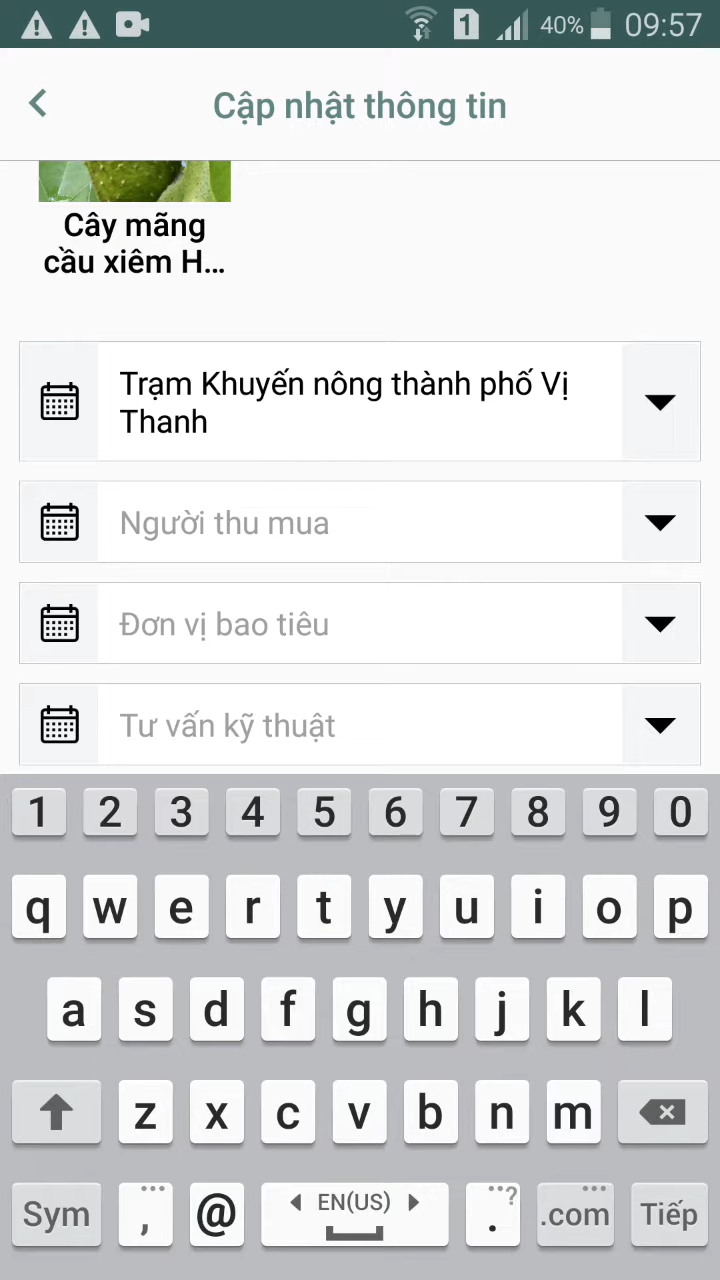 1 40% 09:57
Cập nhật thông tin
Cây mãng
cầu xiêm H...
Trạm Khuyến nông thành phố Vị
Thanh
Người thu mua
Đơn vị bao tiêu
Tư vấn kỹ thuật
1 2 3 4 5 6 7 8 9 0
q w e r t y u i o p
a s d f g h j k l
z x c v b n m
Sym , @ EN(US) . ? .com Tiếp